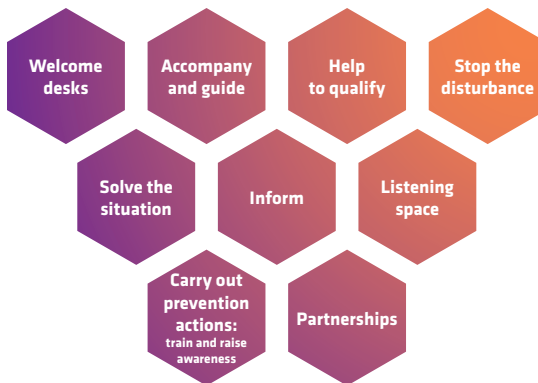 Welcome
desks
Accompany
and guide
Help
to qualify
Stop the
disturbance
Solve the
situation
Inform
Listening
space
Carry out
prevention
actions:
train and raise
awareness
Partnerships